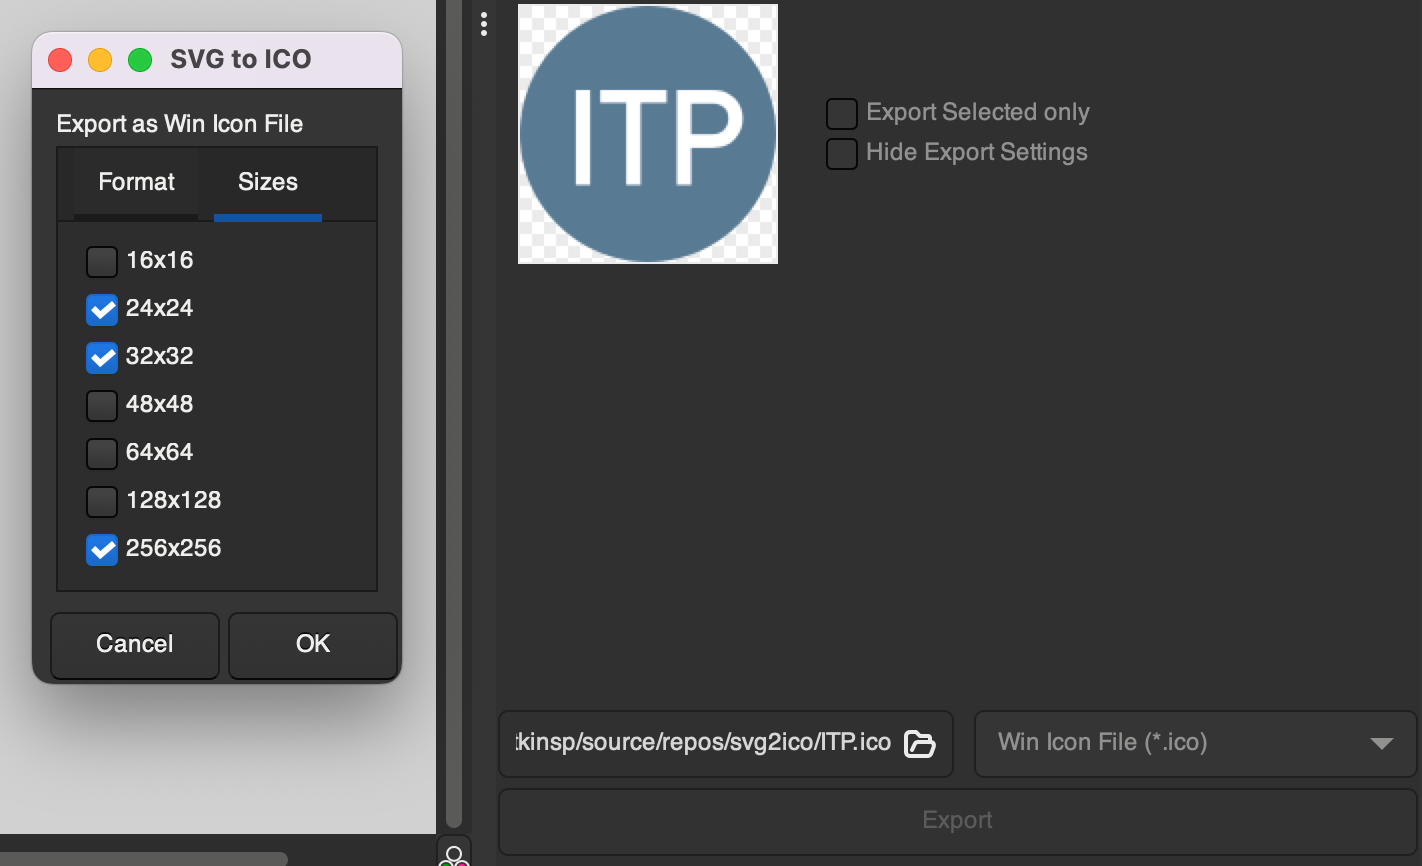 SVG to ICO
Export as Win Icon File
Format
Sizes
16x16
24x24
32x32
48x48
64x64
128x128
256x256
Cancel
OK
ITP
Export Selected only
Hide Export Settings
tkinsp/source/repos/svg2ico/ITP.ico
Win Icon File (*.ico)
Export